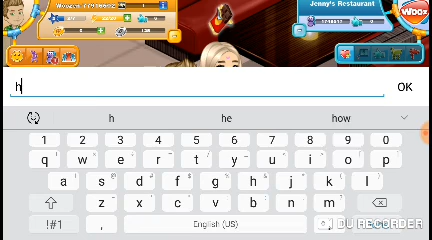 Jenny's Restaurant
WOOZ
h
OK
h he how
1 2 3 4 5 6 7 8 9 0
q w e r t y u i o p
a s d f g h j k l
z x c v b n m
!#1 , English (US)
DU RECORDER